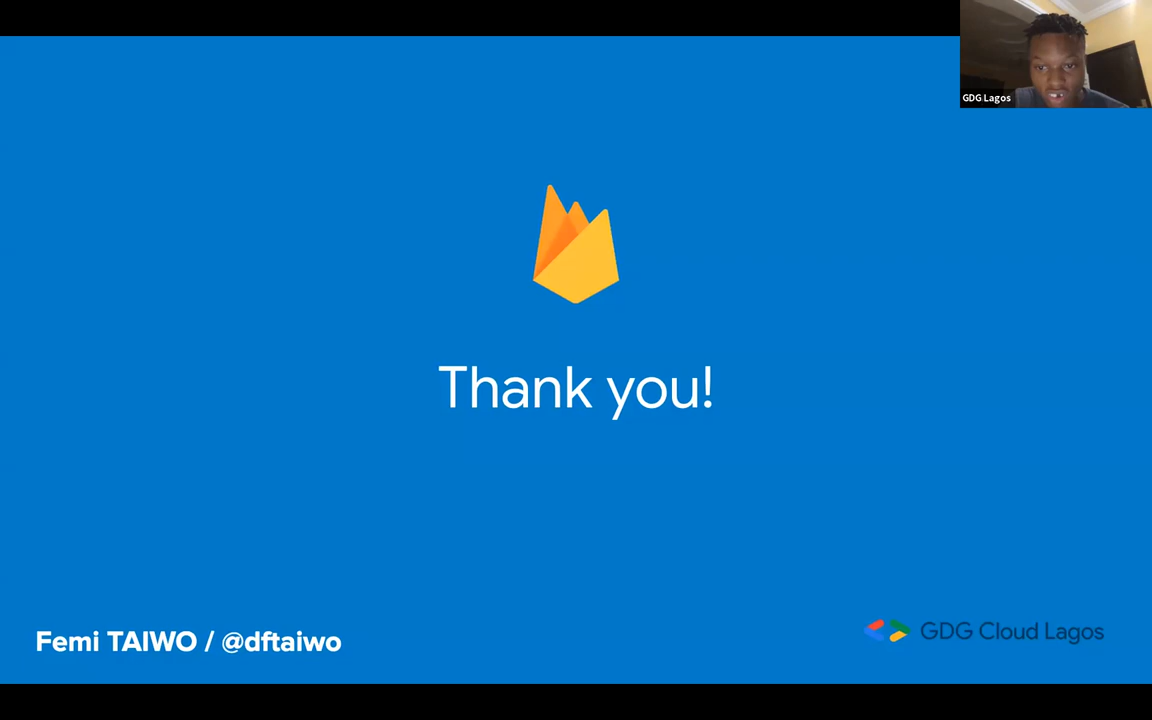 GDG Lagos
Thank you!
Femi TAIWO / @dftaiwo
GDG Cloud Lagos